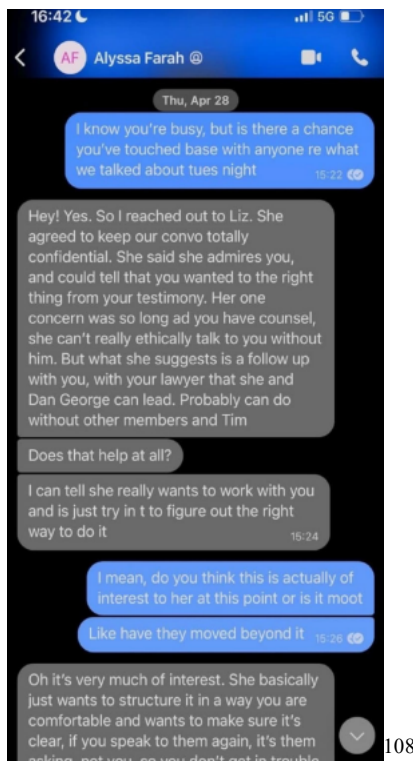 16:42
5G
AF Alyssa Farah @
Thu, Apr 28
I know you're busy, but is there a chance
you've touched base with anyone re what
we talked about tues night
15:22
Hey! Yes. So I reached out to Liz. She
agreed to keep our convo totally
confidential. She said she admires you,
and could tell that you wanted to the right
thing from your testimony. Her one
concern was so long ad you have counsel,
she can't really ethically talk to you without
him. But what she suggests is a follow up
with you, with your lawyer that she and
Dan George can lead. Probably can do
without other members and Tim
Does that help at all?
I can tell she really wants to work with you
and is just try in t to figure out the right
way to do it
15:24
I mean, do you think this is actually of
interest to her at this point or is it moot
Like have they moved beyond it
15:26
Oh it's very much of interest. She basically
just wants to structure it in a way you are
comfortable and wants to make sure it's
clear, if you speak to them again, it's them
asking, not you, so you don't get in trouble
108